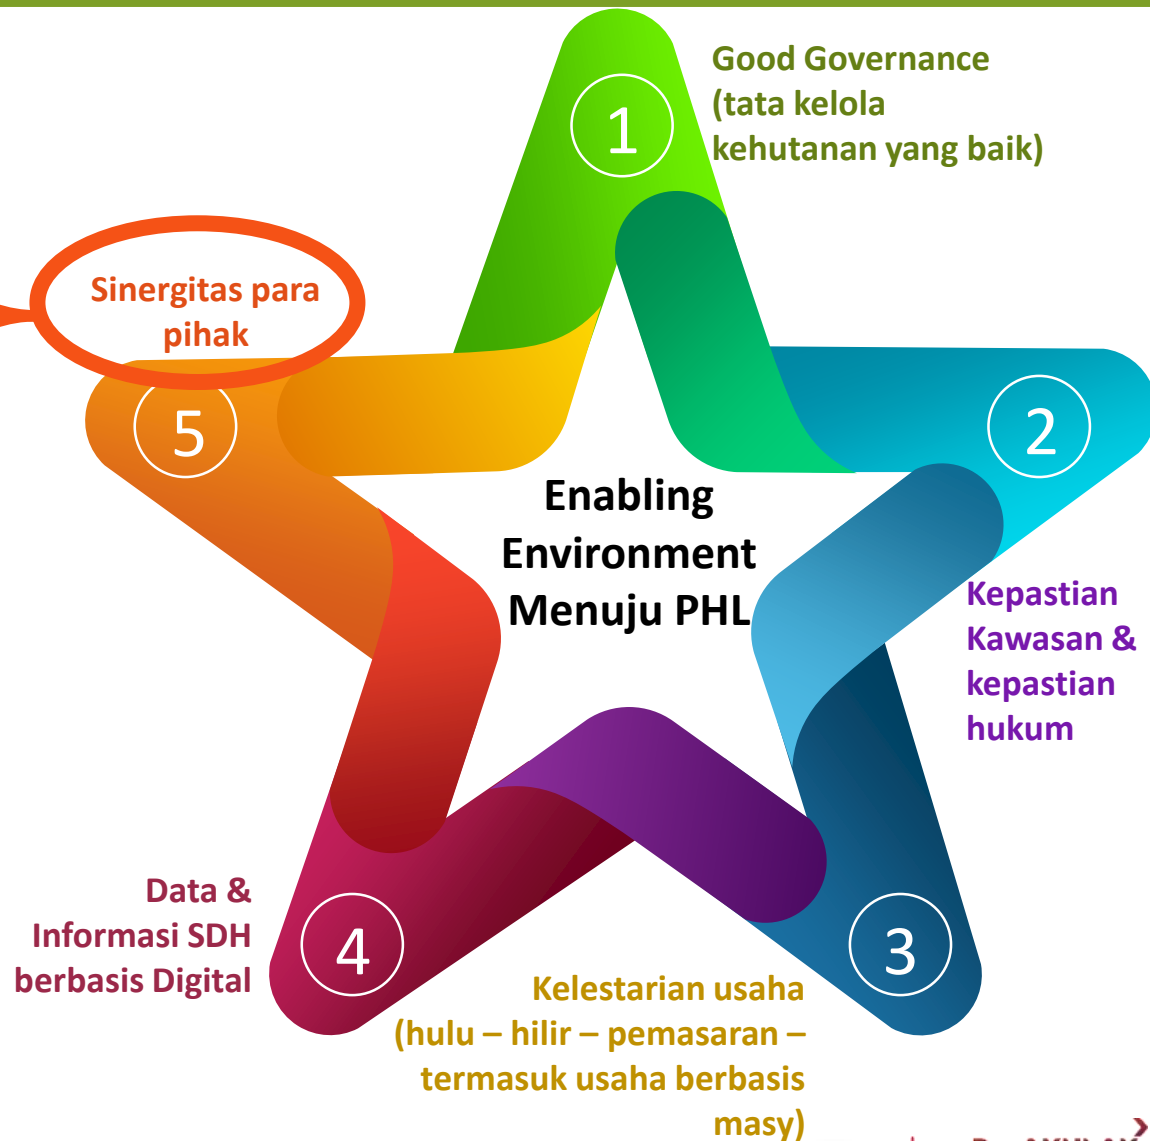 Good Governance
(tata kelola
kehutanan yang baik)
1
Sinergitas para
pihak
5
2
Enabling
Environment
Menuju PHL
Kepastian
Kawasan &
kepastian
hukum
Data &
Informasi SDH
berbasis Digital
4
3
Kelestarian usaha
(hulu – hilir – pemasaran –
termasuk usaha berbasis
masy)